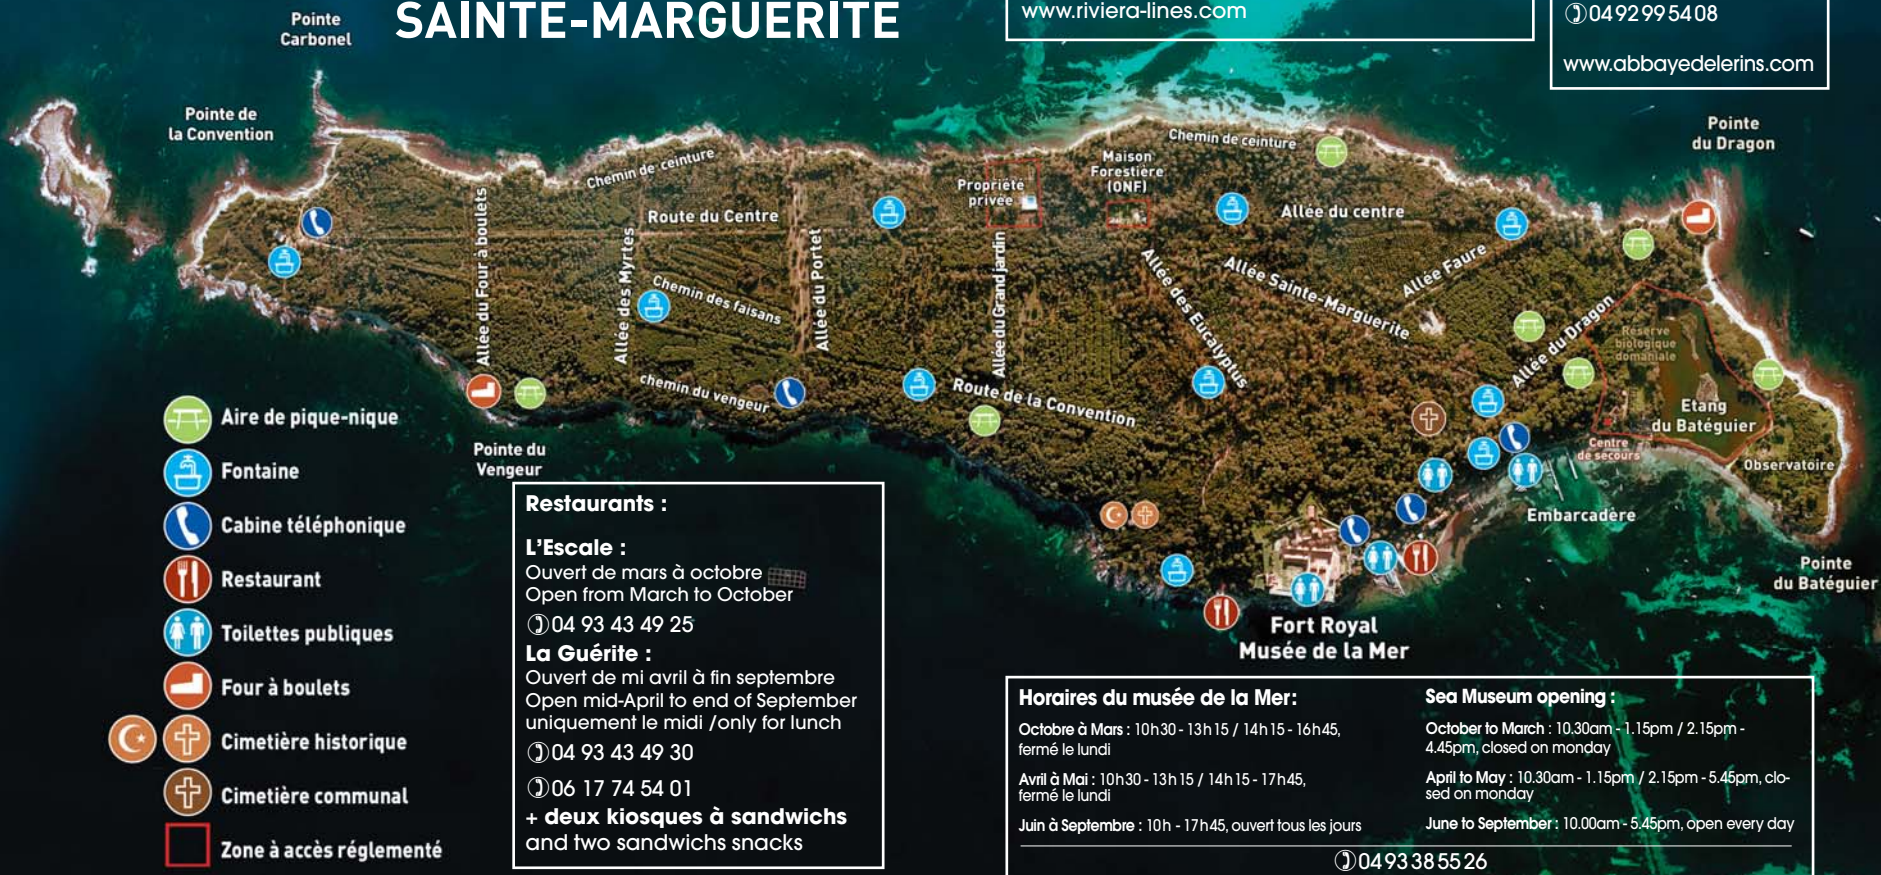 Pointe
Carbonel
SAINTE-MARGUERITE
www.riviera-lines.com
✆04 92 99 54 08
www.abbayedelerins.com
Pointe de
la Convention
Pointe
du Dragon
Chemin de ceinture
Chemin de ceinture
Maison
Forestière
(ONF)
Propriété
privée
Route du Centre
Allée du centre
Allée du Four à boulets
Allée des Myrtes
Chemin des faisans
Allée du Portet
Allée du Grand jardin
Allée des Eucalyptus
Allée Sainte-Marguerite
Allée Faure
Allée du Dragon
Réserve
biologique
domaniale
chemin du vengeur
Route de la Convention
Etang
du Batéguier
Centre
de secours
Observatoire
Embarcadère
Pointe
du Batéguier
Pointe du
Vengeur
Fort Royal
Musée de la Mer
Aire de pique-nique
Fontaine
Cabine téléphonique
Restaurant
Toilettes publiques
Four à boulets
Cimetière historique
Cimetière communal
Zone à accès réglementé
Restaurants :
L'Escale :
Ouvert de mars à octobre
Open from March to October
✆04 93 43 49 25
La Guérite :
Ouvert de mi avril à fin septembre
Open mid-April to end of September
uniquement le midi /only for lunch
✆04 93 43 49 30
✆06 17 74 54 01
+ deux kiosques à sandwichs
and two sandwichs snacks
Horaires du musée de la Mer:
Octobre à Mars : 10h30 - 13h15 / 14h15 - 16h45,
fermé le lundi
Avril à Mai : 10h30 - 13h15 / 14h15 - 17h45,
fermé le lundi
Juin à Septembre : 10h - 17h45, ouvert tous les jours
Sea Museum opening :
October to March : 10.30am - 1.15pm / 2.15pm -
4.45pm, closed on monday
April to May : 10.30am - 1.15pm / 2.15pm - 5.45pm, clo-
sed on monday
June to September : 10.00am - 5.45pm, open every day
✆04 93 38 55 26